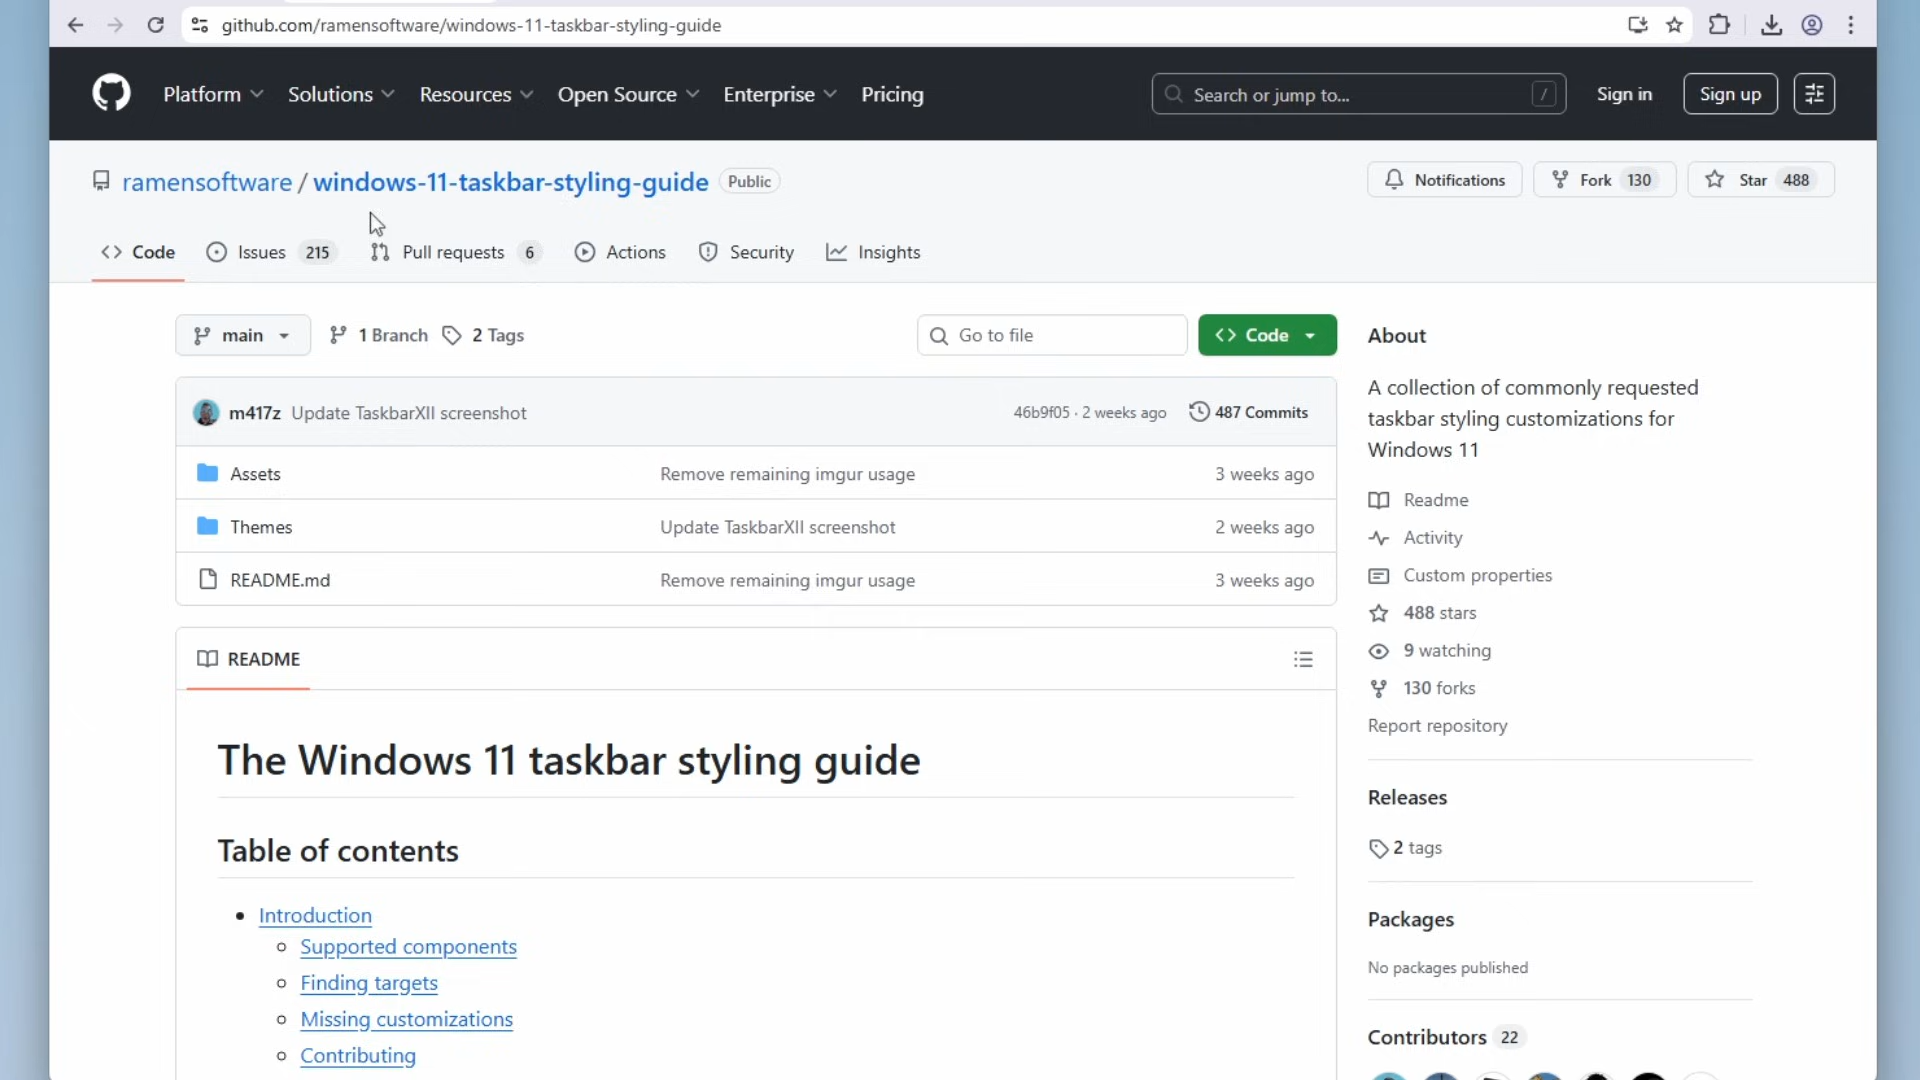 github.com/ramensoftware/windows-11-taskbar-styling-guide
Platform Solutions Resources Open Source Enterprise Pricing Search or jump to... / Sign in Sign up
ramensoftware / windows-11-taskbar-styling-guide Public Notifications Fork 130 Star 488
Code Issues 215 Pull requests 6 Actions Security Insights
main 1 Branch 2 Tags Go to file Code
m417z Update TaskbarXII screenshot 46b9f05 · 2 weeks ago 487 Commits
Assets Remove remaining imgur usage 3 weeks ago
Themes Update TaskbarXII screenshot 2 weeks ago
README.md Remove remaining imgur usage 3 weeks ago
README
The Windows 11 taskbar styling guide
Table of contents
Introduction
Supported components
Finding targets
Missing customizations
Contributing
About
A collection of commonly requested
taskbar styling customizations for
Windows 11
Readme
Activity
Custom properties
488 stars
9 watching
130 forks
Report repository
Releases
2 tags
Packages
No packages published
Contributors 22